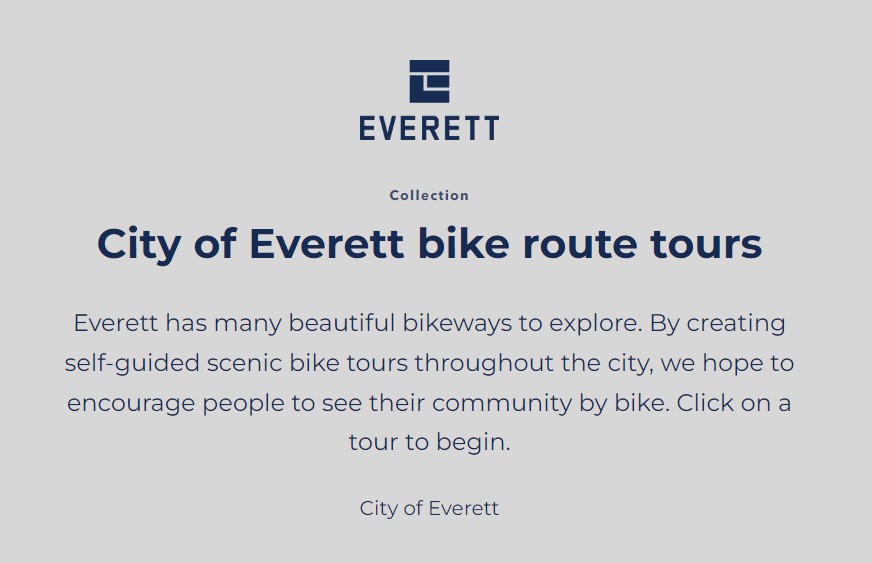 EVERETT
Collection
City of Everett bike route tours
Everett has many beautiful bikeways to explore. By creating
self-guided scenic bike tours throughout the city, we hope to
encourage people to see their community by bike. Click on a
tour to begin.
City of Everett